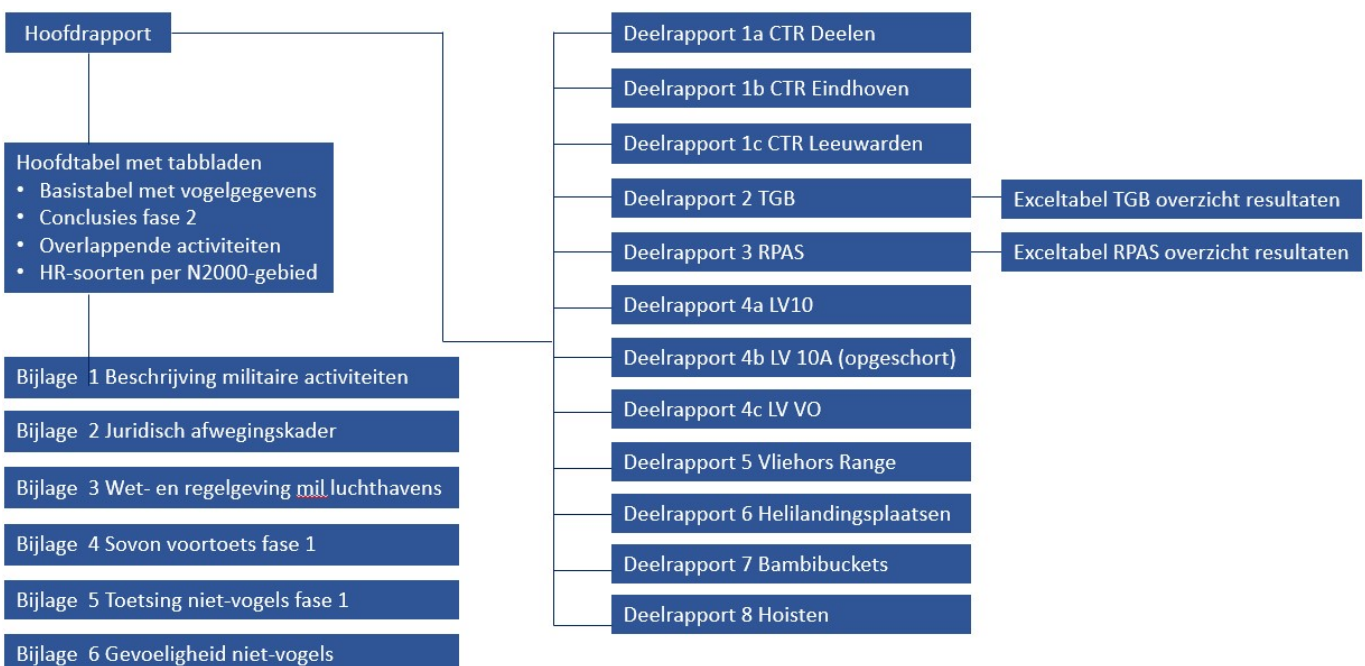 Hoofdrapport
Hoofdtabel met tabbladen
• Basistabel met vogelgegevens
• Conclusies fase 2
• Overlappende activiteiten
• HR-soorten per N2000-gebied
Bijlage 1 Beschrijving militaire activiteiten
Bijlage 2 Juridisch afwegingskader
Bijlage 3 Wet- en regelgeving mil luchthavens
Bijlage 4 Sovon voortoets fase 1
Bijlage 5 Toetsing niet-vogels fase 1
Bijlage 6 Gevoeligheid niet-vogels
Deelrapport 1a CTR Deelen
Deelrapport 1b CTR Eindhoven
Deelrapport 1c CTR Leeuwarden
Deelrapport 2 TGB
Exceltabel TGB overzicht resultaten
Deelrapport 3 RPAS
Exceltabel RPAS overzicht resultaten
Deelrapport 4a LV10
Deelrapport 4b LV 10A (opgeschort)
Deelrapport 4c LV VO
Deelrapport 5 Vliehors Range
Deelrapport 6 Helilandingsplaatsen
Deelrapport 7 Bambibuckets
Deelrapport 8 Hoisten